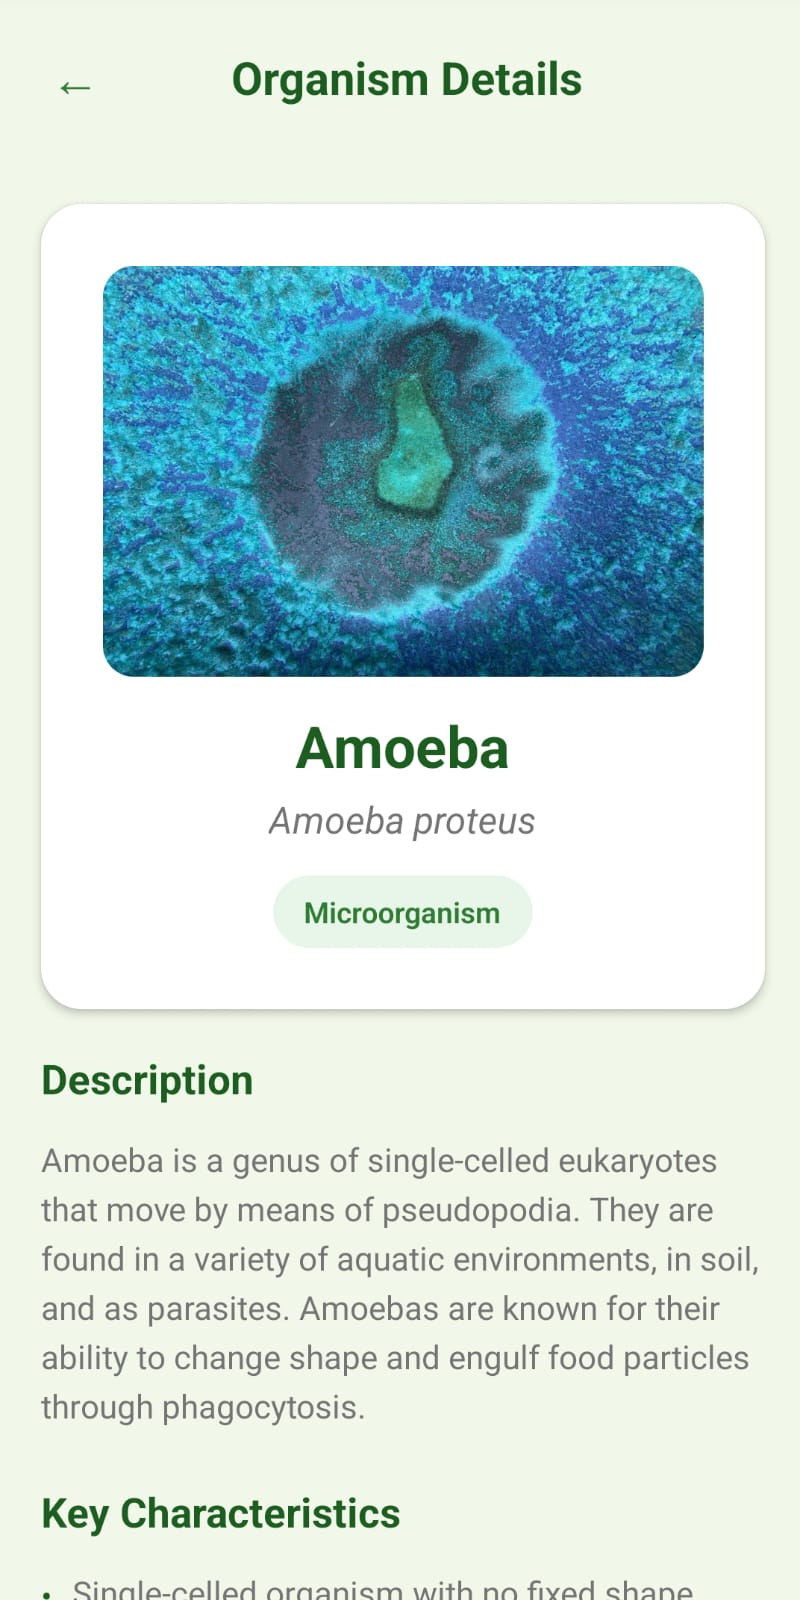 ← Organism Details
Amoeba
Amoeba proteus
Microorganism
Description
Amoeba is a genus of single-celled eukaryotes
that move by means of pseudopodia. They are
found in a variety of aquatic environments, in soil,
and as parasites. Amoebas are known for their
ability to change shape and engulf food particles
through phagocytosis.
Key Characteristics
• Single-celled organism with no fixed shape